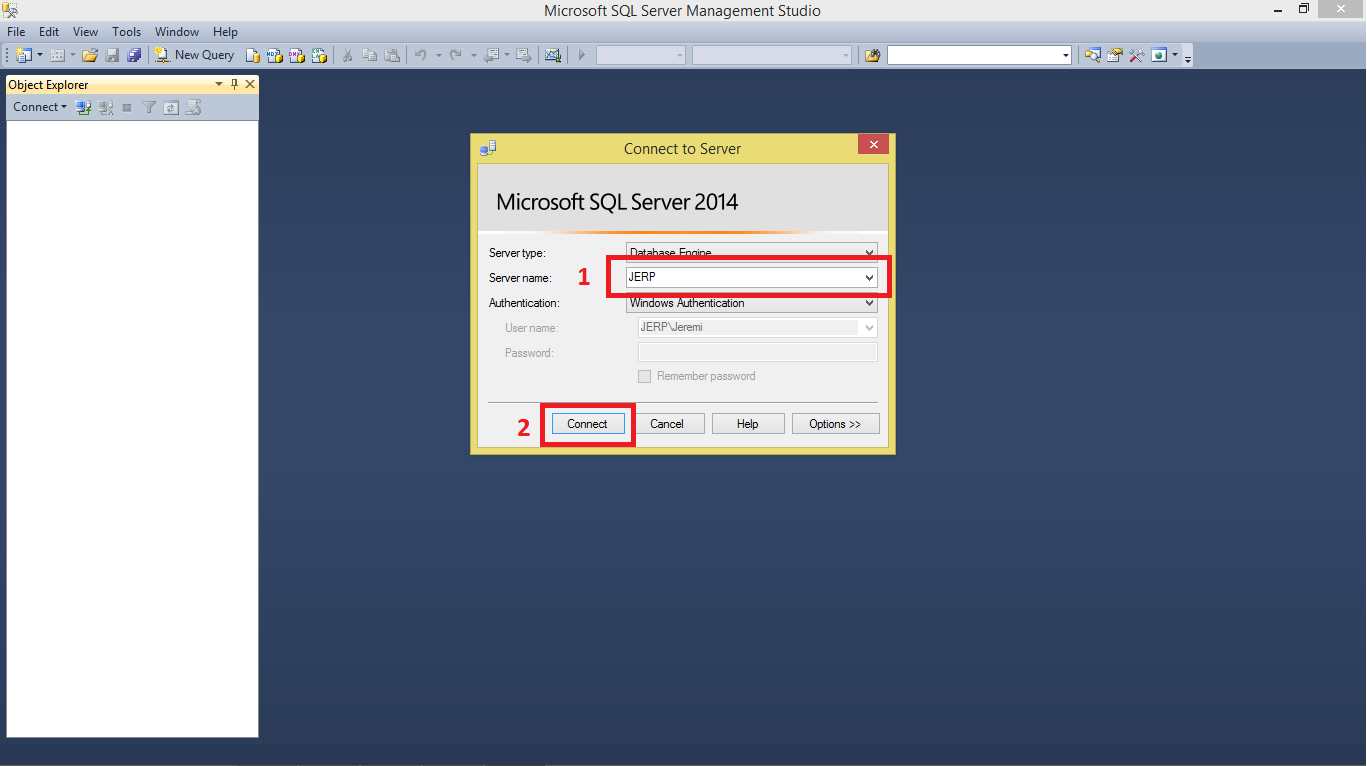 Microsoft SQL Server Management Studio
File Edit View Tools Window Help
New Query
Object Explorer
Connect
Connect to Server
Microsoft SQL Server 2014
Server type: Database Engine
1
Server name: JERP
Authentication: Windows Authentication
User name: JERP\Jeremi
Password:
Remember password
2
Connect Cancel Help Options >>